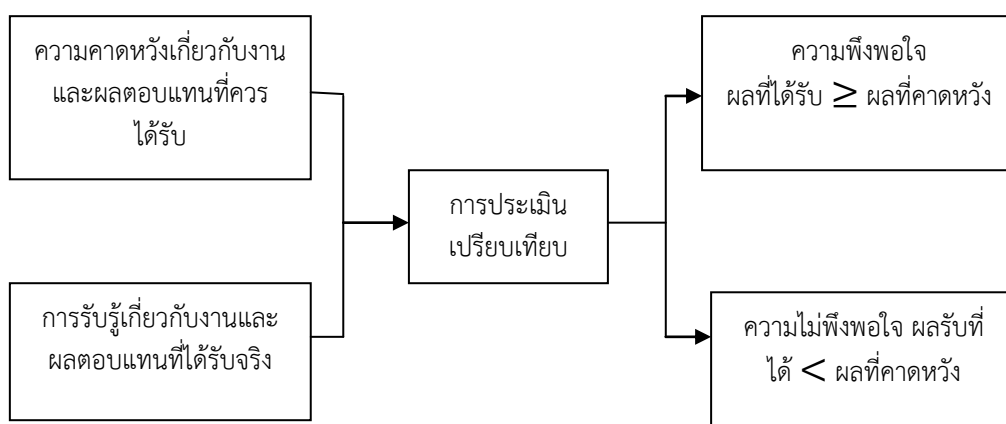 ความคาดหวังเกี่ยวกับงาน
และผลตอบแทนที่ควร
ได้รับ
การรับรู้เกี่ยวกับงานและ
ผลตอบแทนที่ได้รับจริง
การประเมิน
เปรียบเทียบ
ความพึงพอใจ
ผลที่ได้รับ ≥ ผลที่คาดหวัง
ความไม่พึงพอใจ ผลรับที่
ได้ < ผลที่คาดหวัง